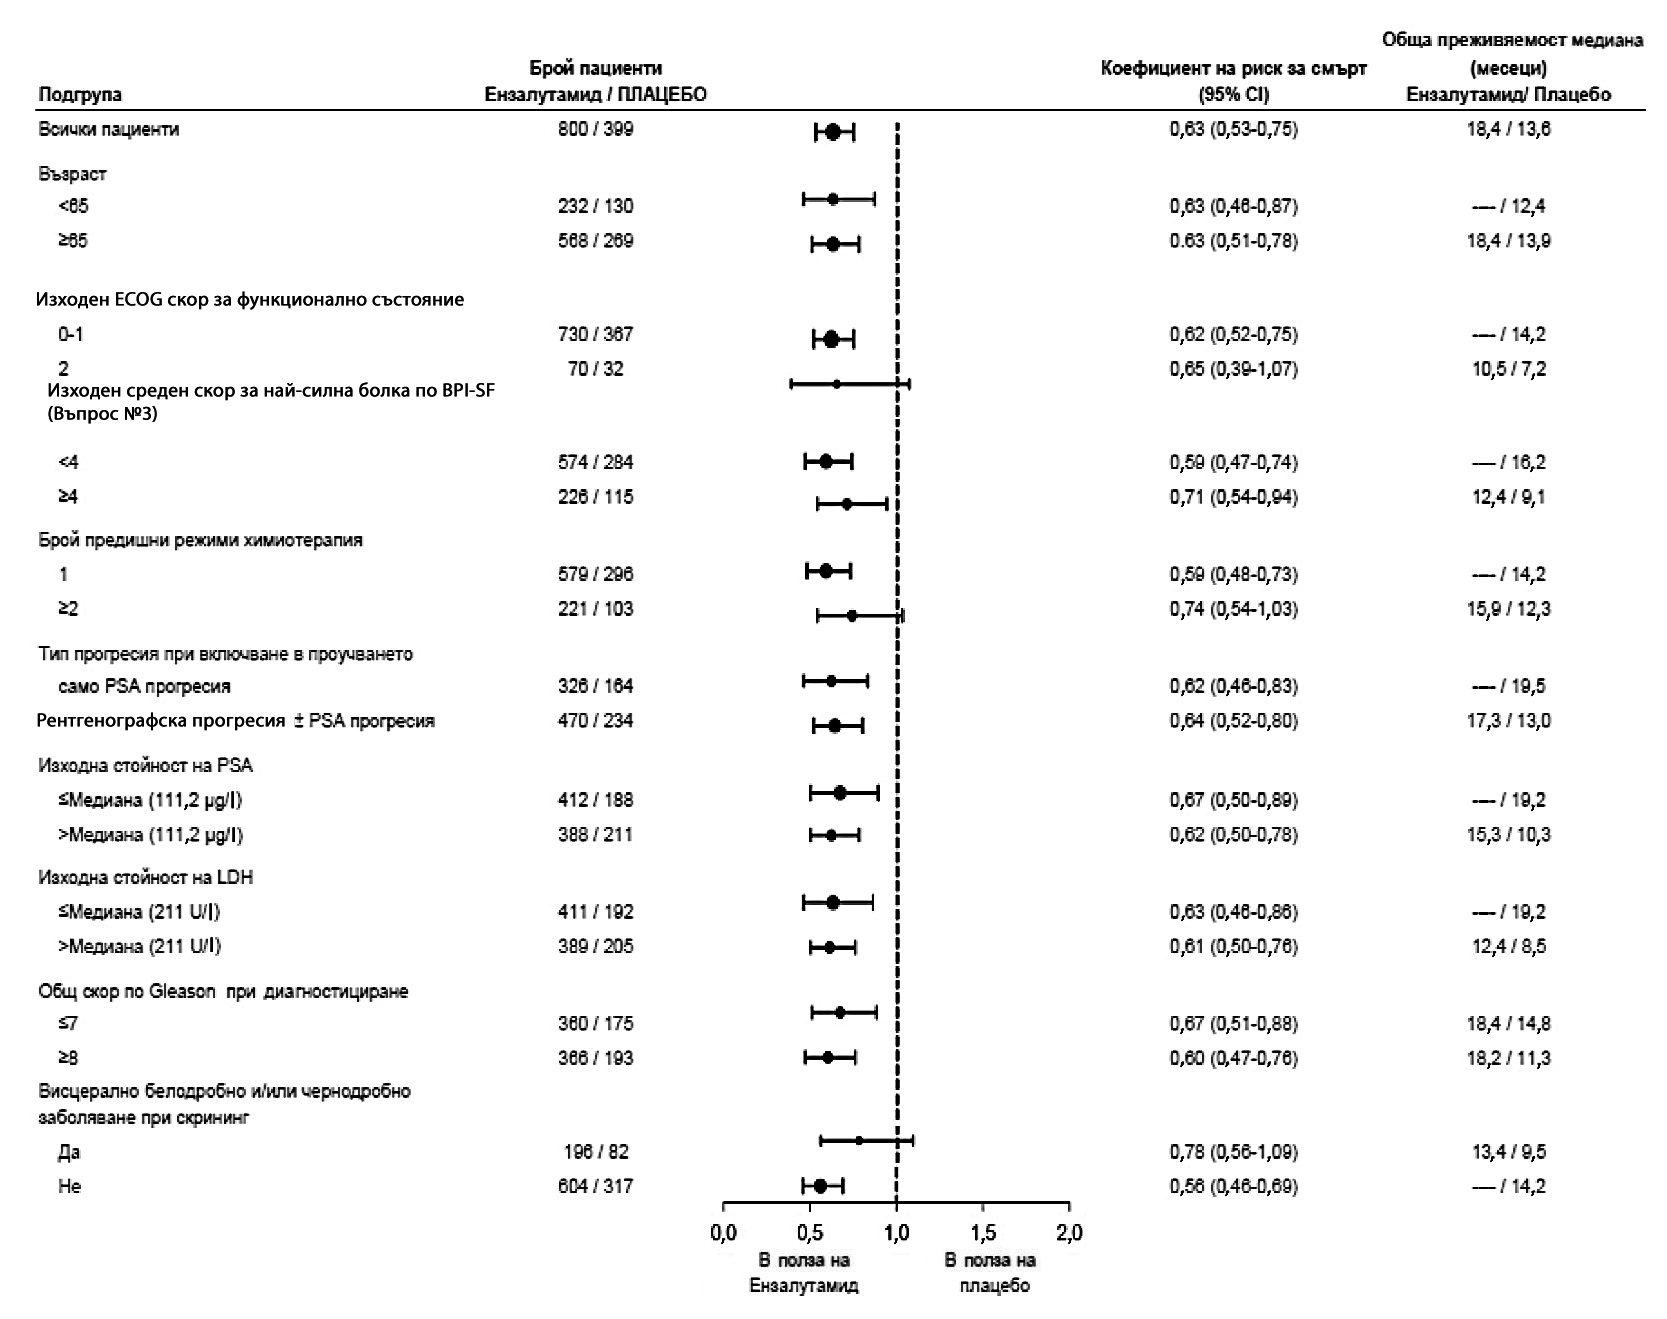 Обща преживяемост медиана
Брой пациенти Коефициент на риск за смърт (месеци)
Подгрупа Ензалутамид / ПЛАЦЕБО (95% CI) Ензалутамид/ Плацебо
Всички пациенти 800 / 399 0,63 (0,53-0,75) 18,4 / 13,6
Възраст
<65 232 / 130 0,63 (0,46-0,87) ---- / 12,4
≥65 568 / 269 0.63 (0,51-0,78) 18,4 / 13,9
Изходен ECOG скор за функционално състояние
0-1 730 / 367 0,62 (0,52-0,75) ---- / 14,2
2 70 / 32 0,65 (0,39-1,07) 10,5 / 7,2
Изходен среден скор за най-силна болка по BPI-SF
(Въпрос №3)
<4 574 / 284 0,59 (0,47-0,74) ---- / 16,2
≥4 226 / 115 0,71 (0,54-0,94) 12,4 / 9,1
Брой предишни режими химиотерапия
1 579 / 296 0,59 (0,48-0,73) ---- / 14,2
≥2 221 / 103 0,74 (0,54-1,03) 15,9 / 12,3
Тип прогресия при включване в проучването
само PSA прогресия 326 / 164 0,62 (0,46-0,83) ---- / 19,5
Рентгенографска прогресия ± PSA прогресия 470 / 234 0,64 (0,52-0,80) 17,3 / 13,0
Изходна стойност на PSA
≤Медиана (111,2 µg/l) 412 / 188 0,67 (0,50-0,89) ---- / 19,2
>Медиана (111,2 µg/l) 388 / 211 0,62 (0,50-0,78) 15,3 / 10,3
Изходна стойност на LDH
≤Медиана (211 U/l) 411 / 192 0,63 (0,46-0,86) ---- / 19,2
>Медиана (211 U/l) 389 / 205 0,61 (0,50-0,76) 12,4 / 8,5
Общ скор по Gleason при диагностициране
≤7 360 / 175 0,67 (0,51-0,88) 18,4 / 14,8
≥8 366 / 193 0,60 (0,47-0,76) 18,2 / 11,3
Висцерално белодробно и/или чернодробно
заболяване при скрининг
Да 196 / 82 0,78 (0,56-1,09) 13,4 / 9,5
Не 604 / 317 0,56 (0,46-0,69) ---- / 14,2
0,0 0,5 1,0 1,5 2,0
В полза на В полза на
Ензалутамид плацебо